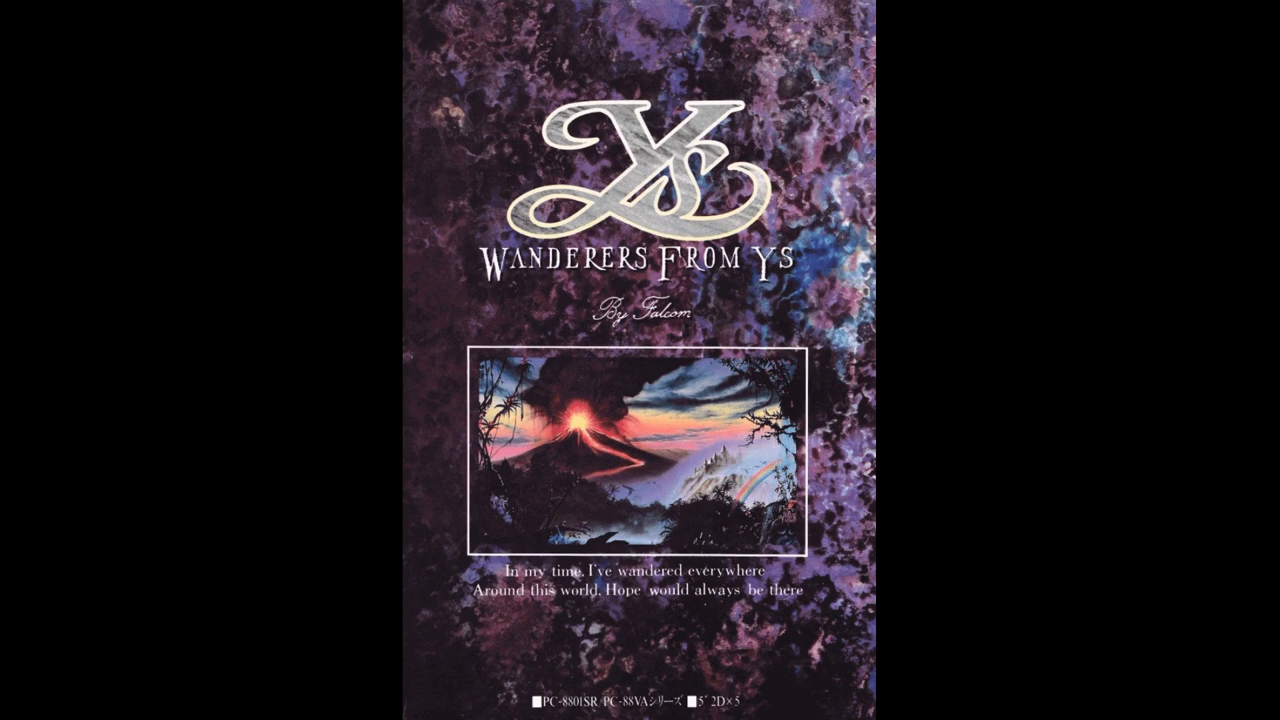 Ys
WANDERERS FROM YS
By Falcom
In my time, I've wandered everywhere
Around this world, Hope would always be there
■PC-8801SR/PC-88VAシリーズ ■5" 2D×5